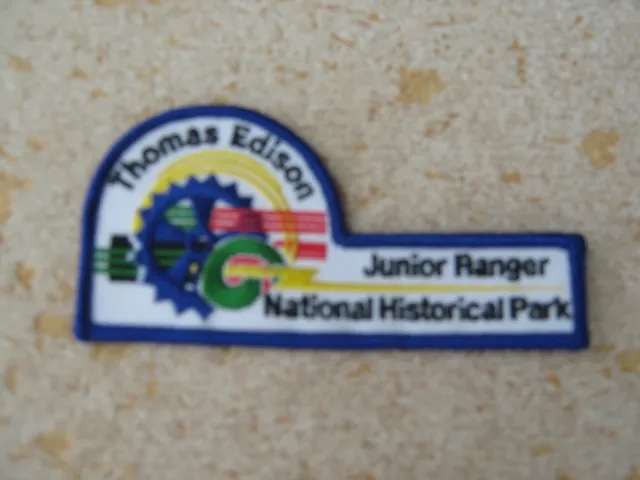 Thomas Edison
Junior Ranger
National Historical Park